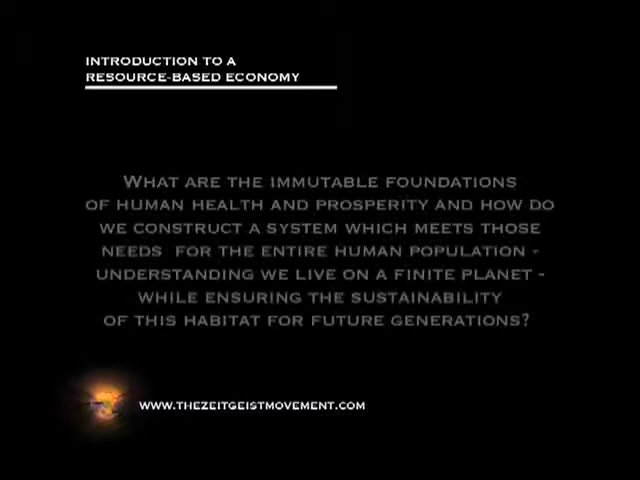 INTRODUCTION TO A
RESOURCE-BASED ECONOMY
WHAT ARE THE IMMUTABLE FOUNDATIONS
OF HUMAN HEALTH AND PROSPERITY AND HOW DO
WE CONSTRUCT A SYSTEM WHICH MEETS THOSE
NEEDS FOR THE ENTIRE HUMAN POPULATION -
UNDERSTANDING WE LIVE ON A FINITE PLANET -
WHILE ENSURING THE SUSTAINABILITY
OF THIS HABITAT FOR FUTURE GENERATIONS?
WWW.THEZEITGEISTMOVEMENT.COM